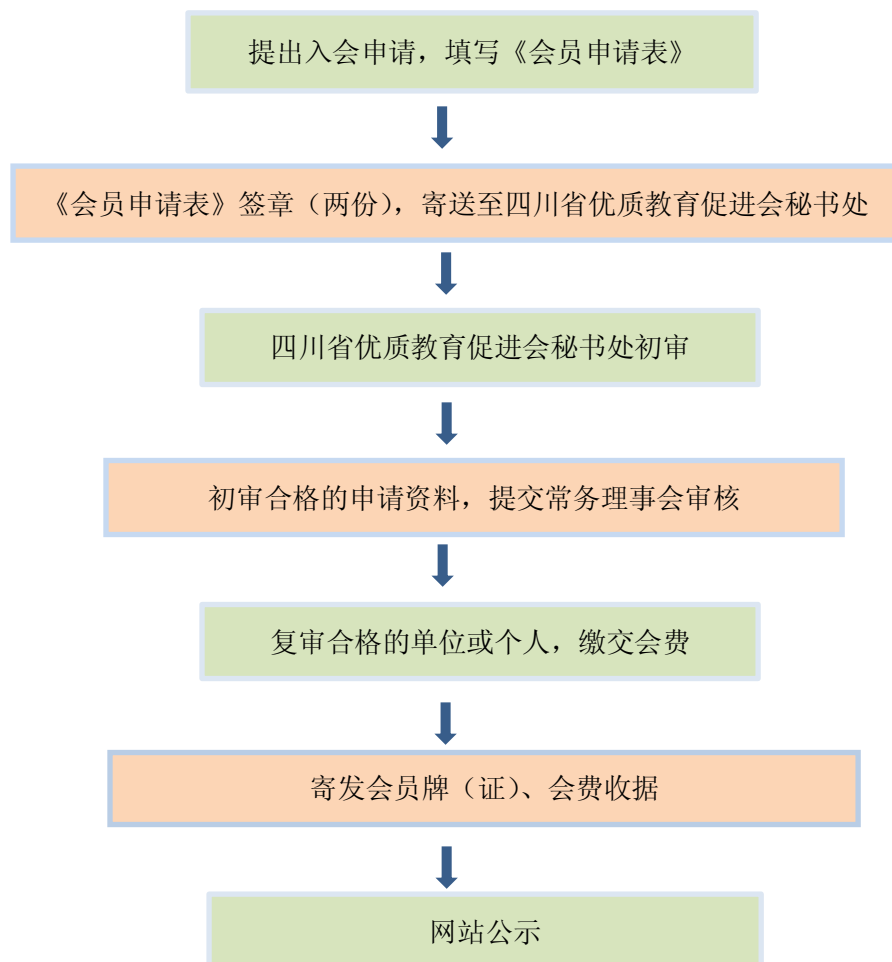 提出入会申请，填写《会员申请表》
《会员申请表》签章（两份），寄送至四川省优质教育促进会秘书处
四川省优质教育促进会秘书处初审
初审合格的申请资料，提交常务理事会审核
复审合格的单位或个人，缴交会费
寄发会员牌（证）、会费收据
网站公示